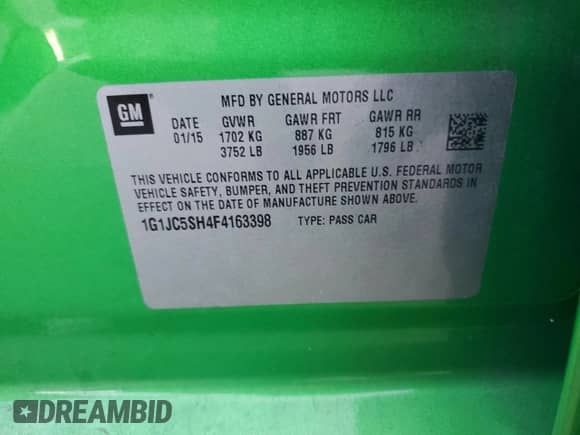 GM
MFD BY GENERAL MOTORS LLC
DATE GVWR GAWR FRT GAWR RR
01/15 1702 KG 887 KG 815 KG
3752 LB 1956 LB 1796 LB
THIS VEHICLE CONFORMS TO ALL APPLICABLE U.S. FEDERAL MOTOR
VEHICLE SAFETY, BUMPER, AND THEFT PREVENTION STANDARDS IN
EFFECT ON THE DATE OF MANUFACTURE SHOWN ABOVE.
1G1JC5SH4F4163398 TYPE: PASS CAR
DREAMBID